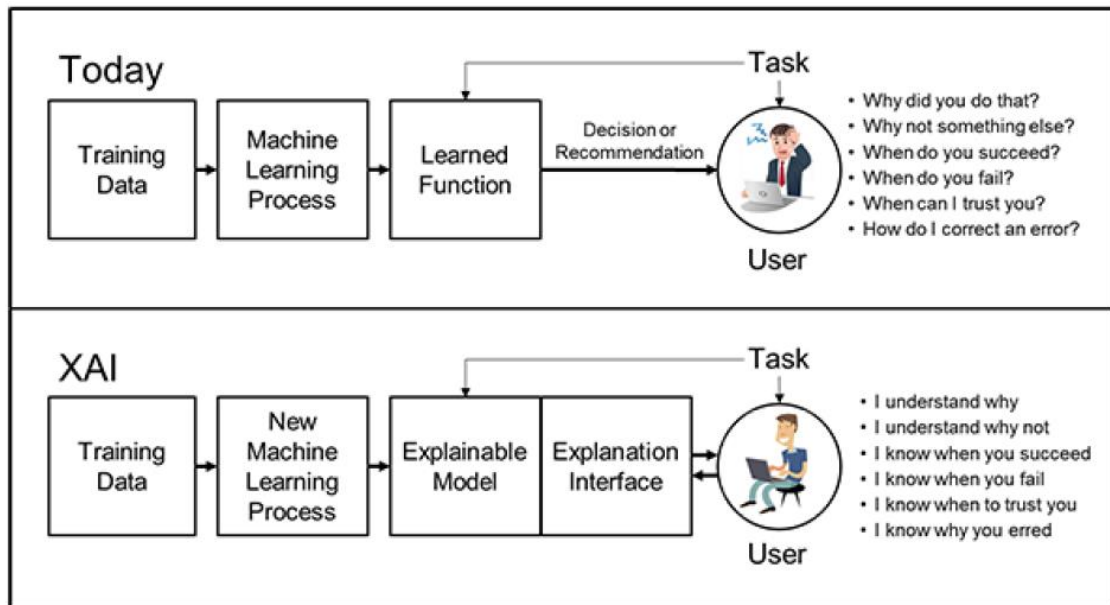 Today
Task
Training
Data
Machine
Learning
Process
Learned
Function
Decision or
Recommendation
User
• Why did you do that?
• Why not something else?
• When do you succeed?
• When do you fail?
• When can I trust you?
• How do I correct an error?
XAI
Task
Training
Data
New
Machine
Learning
Process
Explainable
Model
Explanation
Interface
User
• I understand why
• I understand why not
• I know when you succeed
• I know when you fail
• I know when to trust you
• I know why you erred